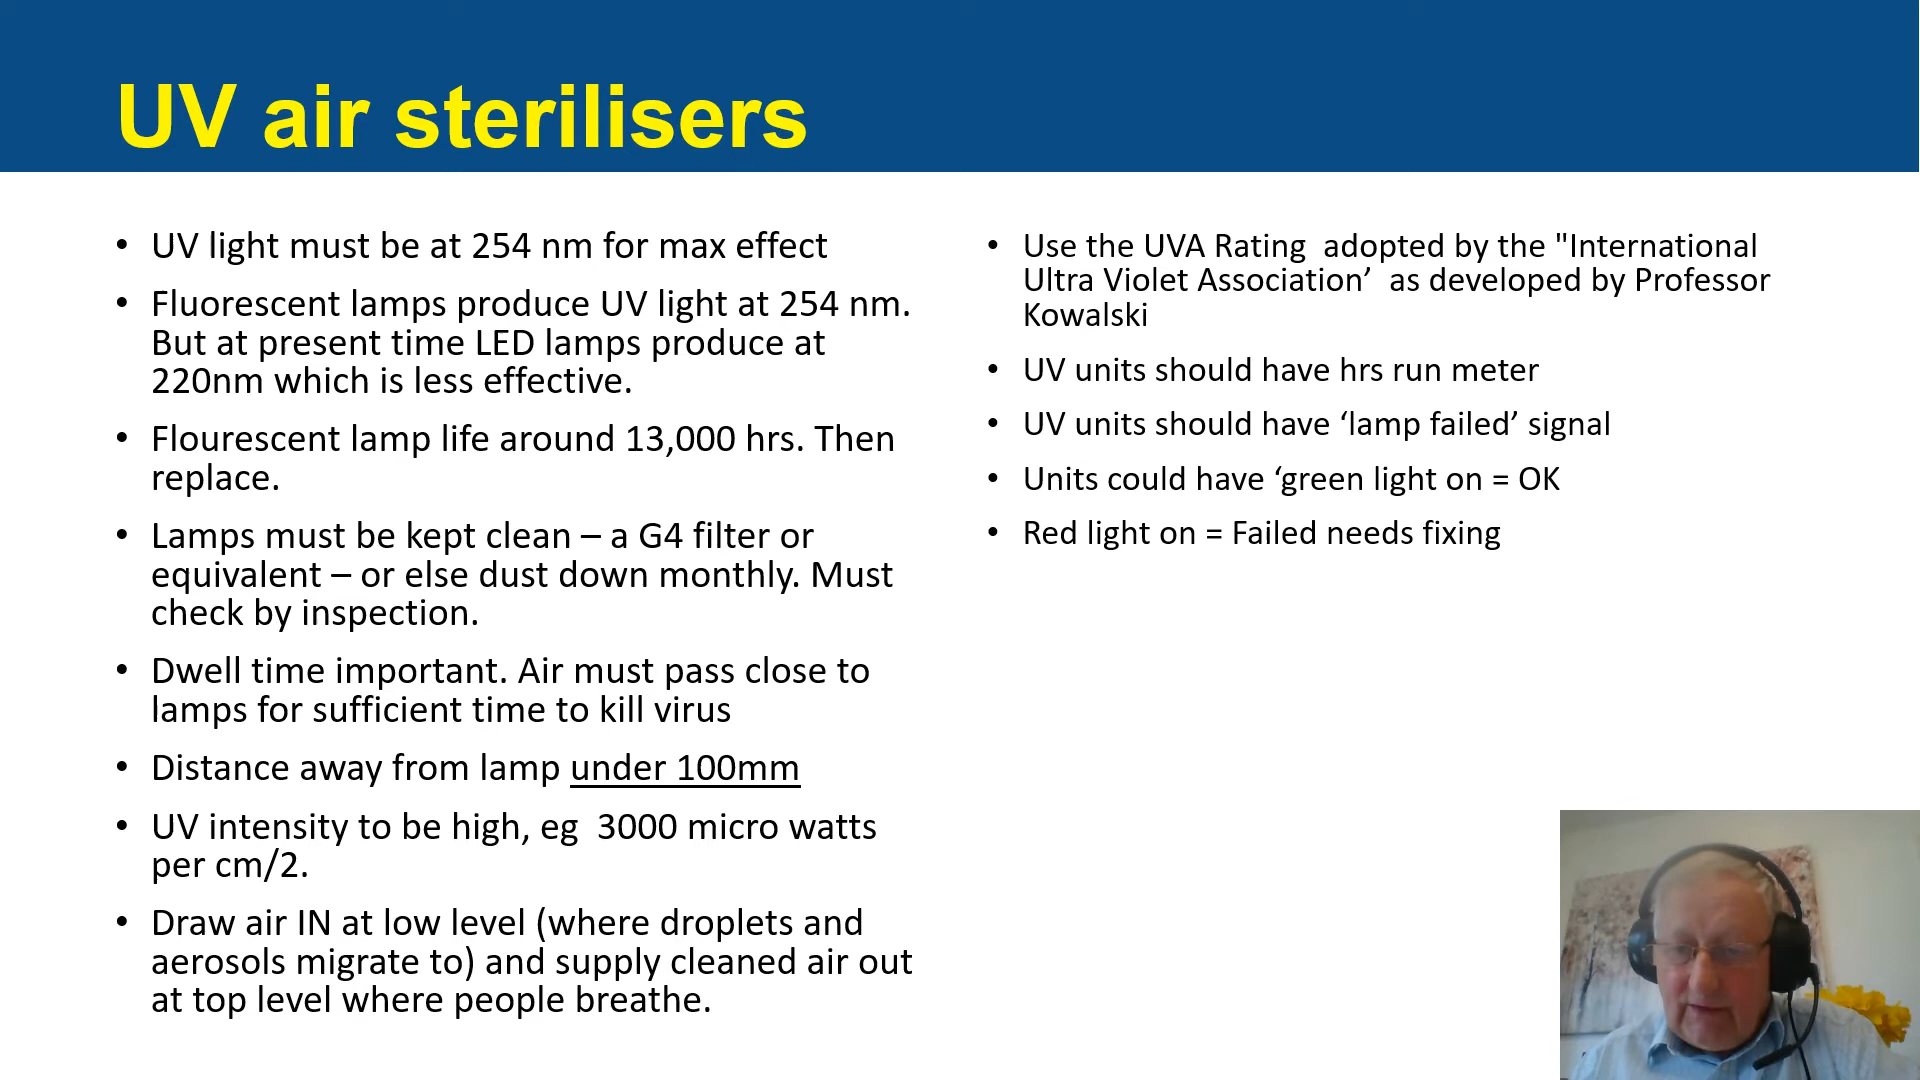 UV air sterilisers
• UV light must be at 254 nm for max effect
• Fluorescent lamps produce UV light at 254 nm.
But at present time LED lamps produce at
220nm which is less effective.
• Flourescent lamp life around 13,000 hrs. Then
replace.
• Lamps must be kept clean – a G4 filter or
equivalent – or else dust down monthly. Must
check by inspection.
• Dwell time important. Air must pass close to
lamps for sufficient time to kill virus
• Distance away from lamp under 100mm
• UV intensity to be high, eg  3000 micro watts
per cm/2.
• Draw air IN at low level (where droplets and
aerosols migrate to) and supply cleaned air out
at top level where people breathe.
• Use the UVA Rating  adopted by the "International
Ultra Violet Association’  as developed by Professor
Kowalski
• UV units should have hrs run meter
• UV units should have ‘lamp failed’ signal
• Units could have ‘green light on = OK
• Red light on = Failed needs fixing